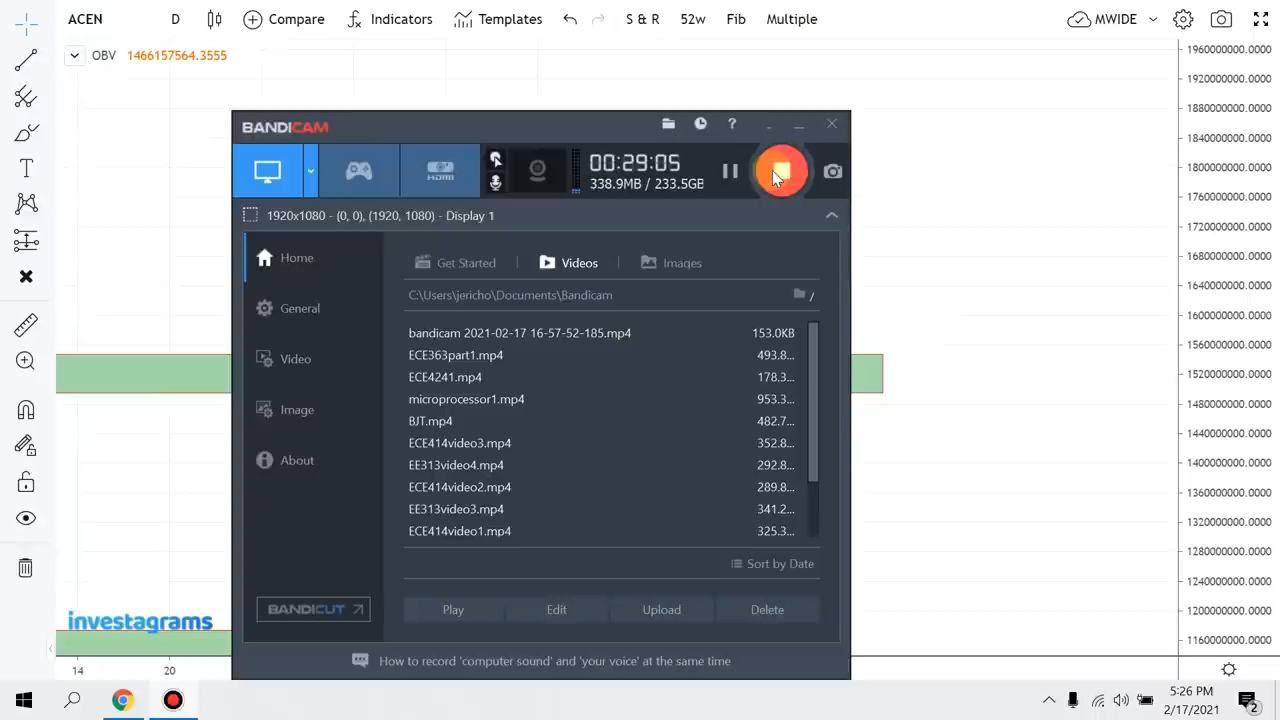 ACEN D Compare Indicators Templates S & R 52w Fib Multiple MWIDE
OBV 1466157564.3555
1960000000.0000
1920000000.0000
1880000000.0000
1840000000.0000
1800000000.0000
1760000000.0000
1720000000.0000
1680000000.0000
1640000000.0000
1600000000.0000
1560000000.0000
1520000000.0000
1480000000.0000
1440000000.0000
1400000000.0000
1360000000.0000
1320000000.0000
1280000000.0000
1240000000.0000
1200000000.0000
1160000000.0000
BANDICAM
?
HDMI
00:29:05
338.9MB / 233.5GB
1920x1080 - (0, 0), (1920, 1080) - Display 1
Home
General
Video
Image
About
BANDICUT
Get Started | Videos | Images
C:\Users\jericho\Documents\Bandicam /
bandicam 2021-02-17 16-57-52-185.mp4 153.0KB
ECE363part1.mp4 493.8...
ECE4241.mp4 178.3...
microprocessor1.mp4 953.3...
BJT.mp4 482.7...
ECE414video3.mp4 352.8...
EE313video4.mp4 292.8...
ECE414video2.mp4 289.8...
EE313video3.mp4 341.2...
ECE414video1.mp4 325.3...
Sort by Date
Play Edit Upload Delete
How to record 'computer sound' and 'your voice' at the same time
investagrams
14 20
5:26 PM
2/17/2021
2